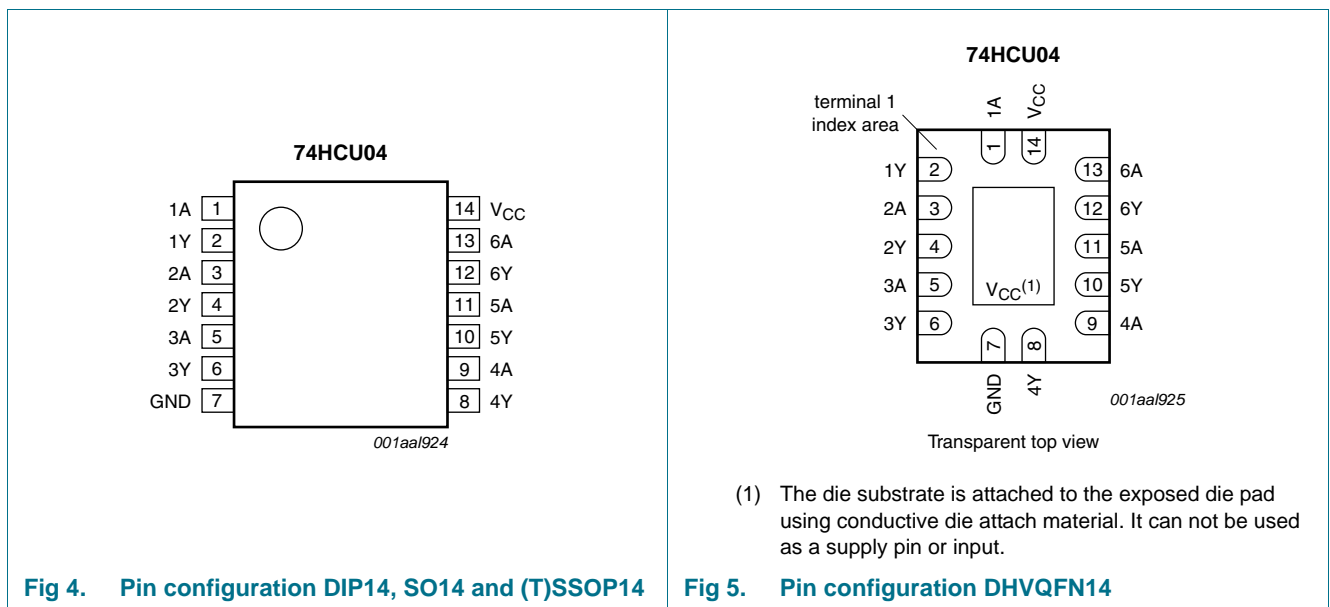 74HCU04
1A 1 14 VCC
1Y 2 13 6A
2A 3 12 6Y
2Y 4 11 5A
3A 5 10 5Y
3Y 6 9 4A
GND 7 8 4Y
001aal924
Fig 4. Pin configuration DIP14, SO14 and (T)SSOP14
74HCU04
terminal 1
index area
1A VCC
1 14
1Y 2 13 6A
2A 3 12 6Y
2Y 4 11 5A
3A 5 VCC(1) 10 5Y
3Y 6 9 4A
7 8
GND 4Y
001aal925
Transparent top view
(1) The die substrate is attached to the exposed die pad
using conductive die attach material. It can not be used
as a supply pin or input.
Fig 5. Pin configuration DHVQFN14